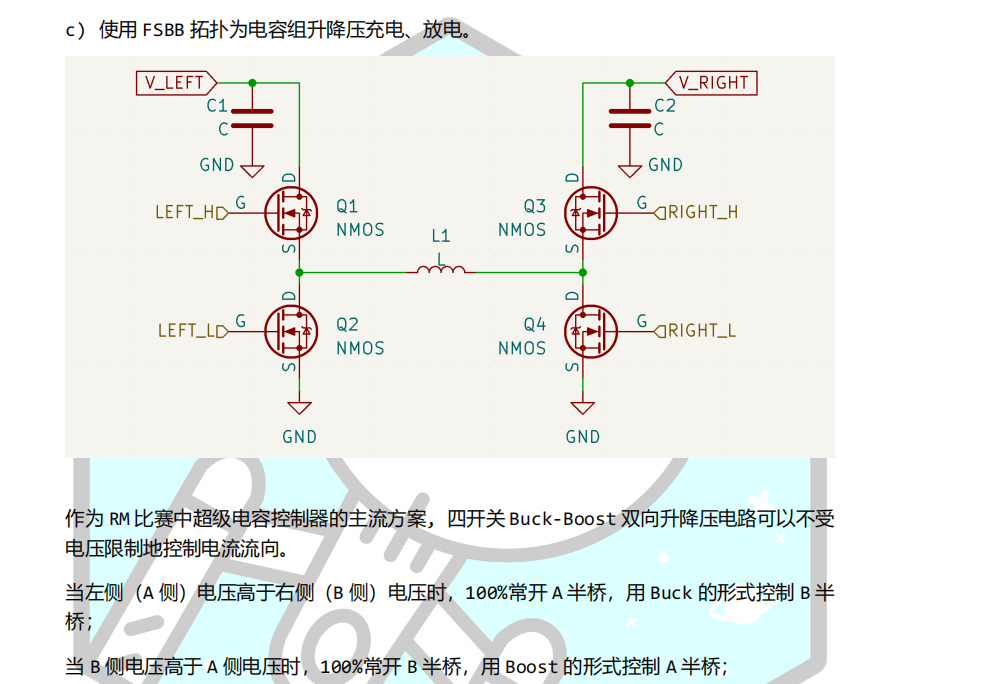 c) 使用 FSBB 拓扑为电容组升降压充电、放电。
V_LEFT
V_RIGHT
C1
C
GND
C2
C
GND
D
D
LEFT_H
G
Q1
NMOS
Q3
NMOS
G
RIGHT_H
S
S
L1
L
D
D
LEFT_L
G
Q2
NMOS
Q4
NMOS
G
RIGHT_L
S
S
GND
GND
作为 RM 比赛中超级电容控制器的主流方案，四开关 Buck-Boost 双向升降压电路可以不受
电压限制地控制电流流向。
当左侧（A 侧）电压高于右侧（B 侧）电压时，100%常开 A 半桥，用 Buck 的形式控制 B 半
桥；
当 B 侧电压高于 A 侧电压时，100%常开 B 半桥，用 Boost 的形式控制 A 半桥；